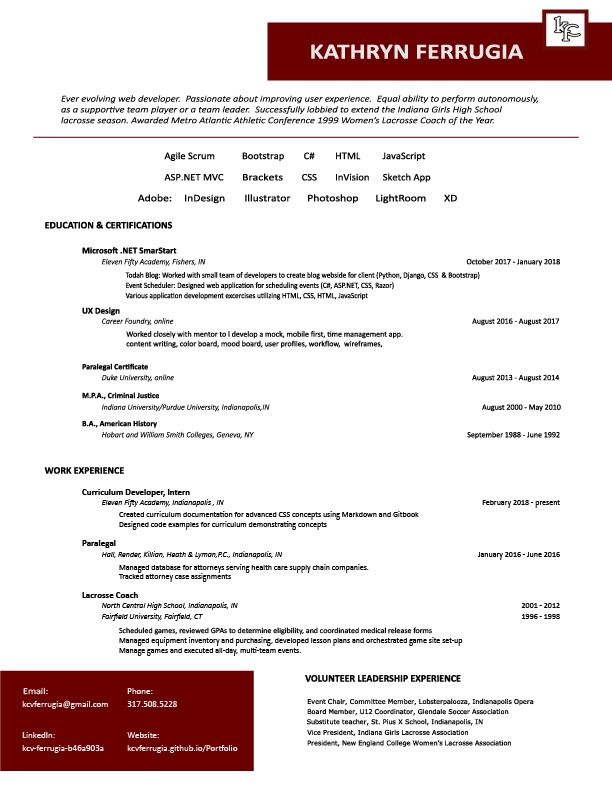 kfc
KATHRYN FERRUGIA
Ever evolving web developer. Passionate about improving user experience. Equal ability to perform autonomously,
as a supportive team player or a team leader. Successfully lobbied to extend the Indiana Girls High School
lacrosse season. Awarded Metro Atlantic Athletic Conference 1999 Women's Lacrosse Coach of the Year.
Agile Scrum Bootstrap C# HTML JavaScript
ASP.NET MVC Brackets CSS InVision Sketch App
Adobe: InDesign Illustrator Photoshop LightRoom XD
EDUCATION & CERTIFICATIONS
Microsoft .NET SmarStart
Eleven Fifty Academy, Fishers, IN October 2017 - January 2018
Todah Blog: Worked with small team of developers to create blog webside for client (Python, Django, CSS & Bootstrap)
Event Scheduler: Designed web application for scheduling events (C#, ASP.NET, CSS, Razor)
Various application development excercises utilizing HTML, CSS, HTML, JavaScript
UX Design
Career Foundry, online August 2016 - August 2017
Worked closely with mentor to l develop a mock, mobile first, time management app.
content writing, color board, mood board, user profiles, workflow, wireframes,
Paralegal Certificate
Duke University, online August 2013 - August 2014
M.P.A., Criminal Justice
Indiana University/Purdue University, Indianapolis,IN August 2000 - May 2010
B.A., American History
Hobart and William Smith Colleges, Geneva, NY September 1988 - June 1992
WORK EXPERIENCE
Curriculum Developer, Intern
Eleven Fifty Academy, Indianapolis , IN February 2018 - present
Created curriculum documentation for advanced CSS concepts using Markdown and Gitbook
Designed code examples for curriculum demonstrating concepts
Paralegal
Hall, Render, Killian, Heath & Lyman,P.C., Indianapolis, IN January 2016 - June 2016
Managed database for attorneys serving health care supply chain companies.
Tracked attorney case assignments
Lacrosse Coach
North Central High School, Indianapolis, IN 2001 - 2012
Fairfield University, Fairfield, CT 1996 - 1998
Scheduled games, reviewed GPAs to determine eligibility, and coordinated medical release forms
Managed equipment inventory and purchasing, developed lesson plans and orchestrated game site set-up
Manage games and executed all-day, multi-team events.
Email: Phone:
kcvferrugia@gmail.com 317.508.5228
LinkedIn: Website:
kcv-ferrugia-b46a903a kcvferrugia.github.io/Portfolio
VOLUNTEER LEADERSHIP EXPERIENCE
Event Chair, Committee Member, Lobsterpalooza, Indianapolis Opera
Board Member, U12 Coordinator, Glendale Soccer Association
Substitute teacher, St. Pius X School, Indianapolis, IN
Vice President, Indiana Girls Lacrosse Association
President, New England College Women's Lacrosse Association